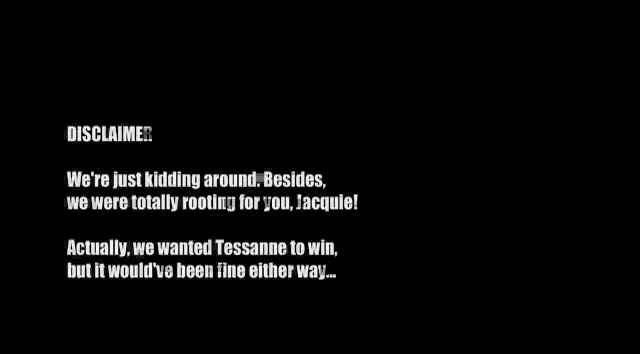 DISCLAIMER
We're just kidding around. Besides,
we were totally rooting for you, Jacquie!
Actually, we wanted Tessanne to win,
but it would've been fine either way...